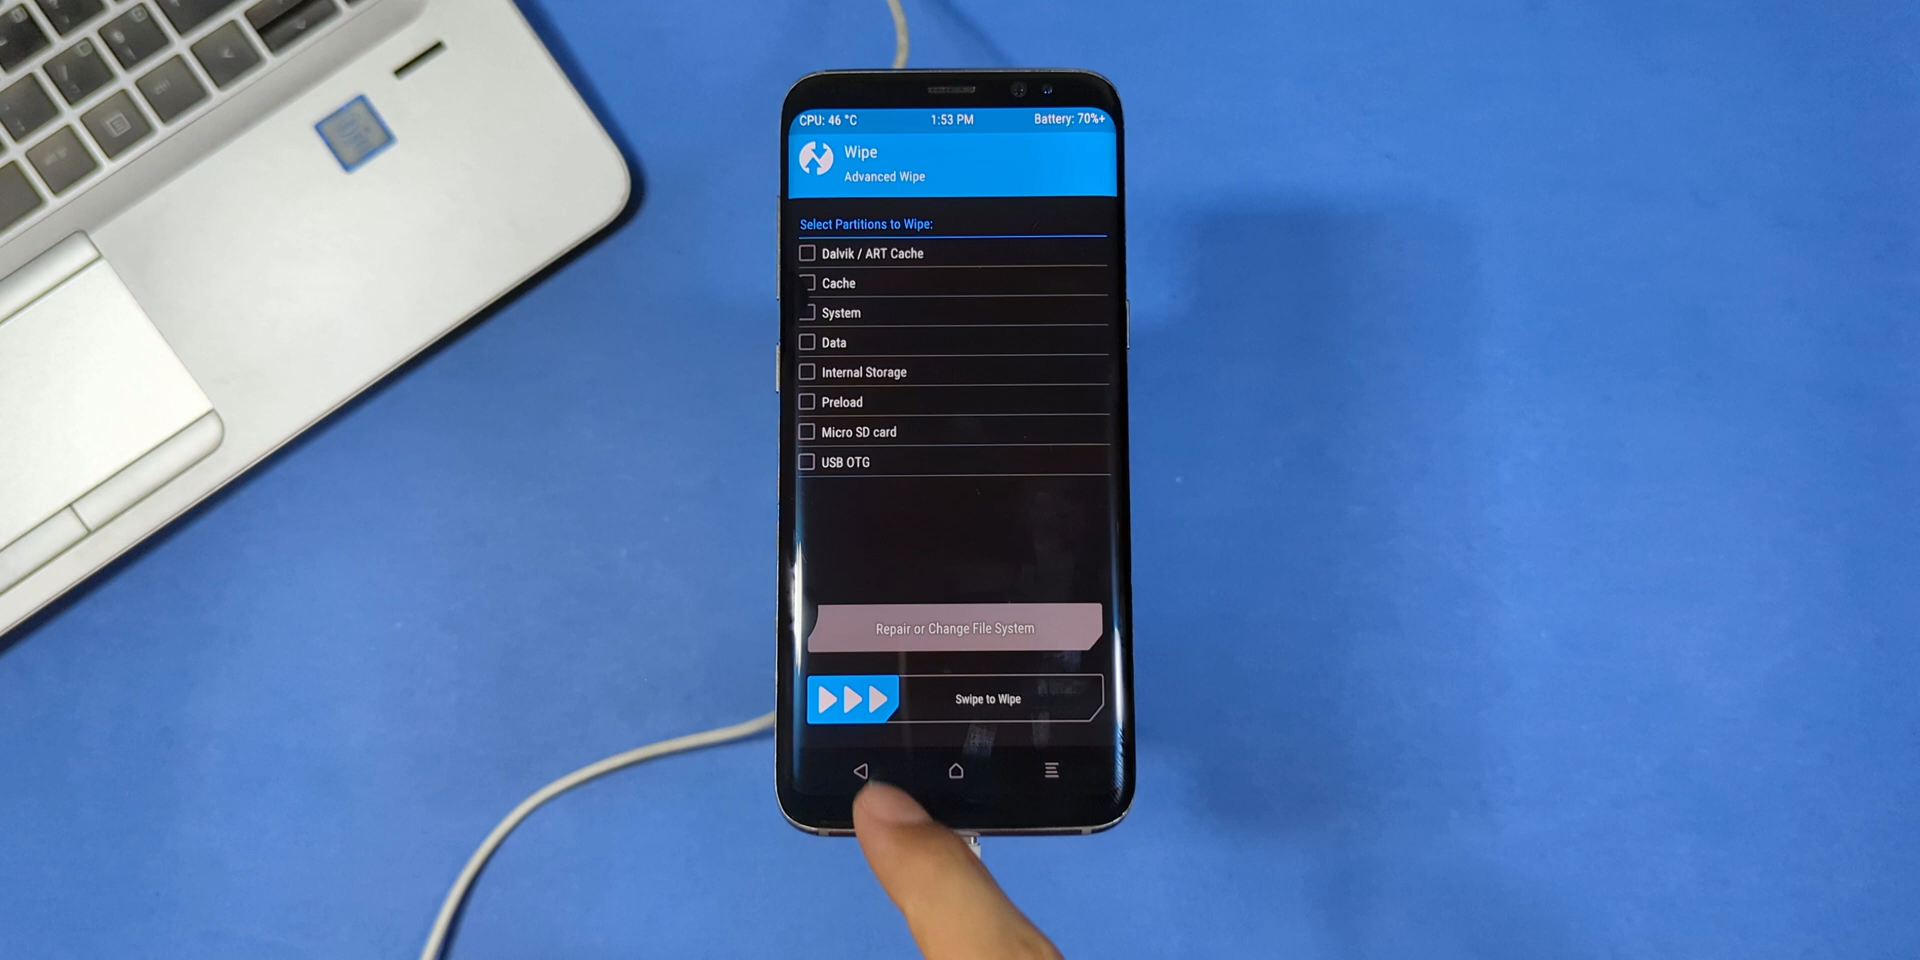 CPU: 46 °C 1:53 PM Battery: 70%+
Wipe
Advanced Wipe
Select Partitions to Wipe:
Dalvik / ART Cache
Cache
System
Data
Internal Storage
Preload
Micro SD card
USB OTG
Repair or Change File System
Swipe to Wipe